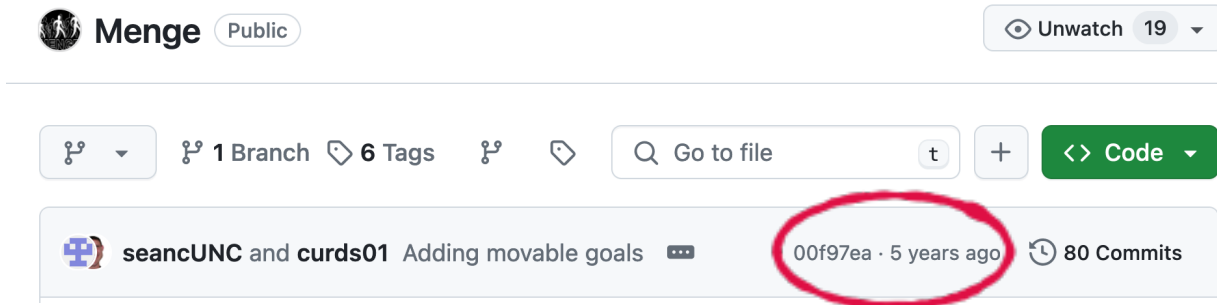 Menge Public Unwatch 19
1 Branch 6 Tags Go to file t Code
seancUNC and curds01 Adding movable goals 00f97ea · 5 years ago 80 Commits